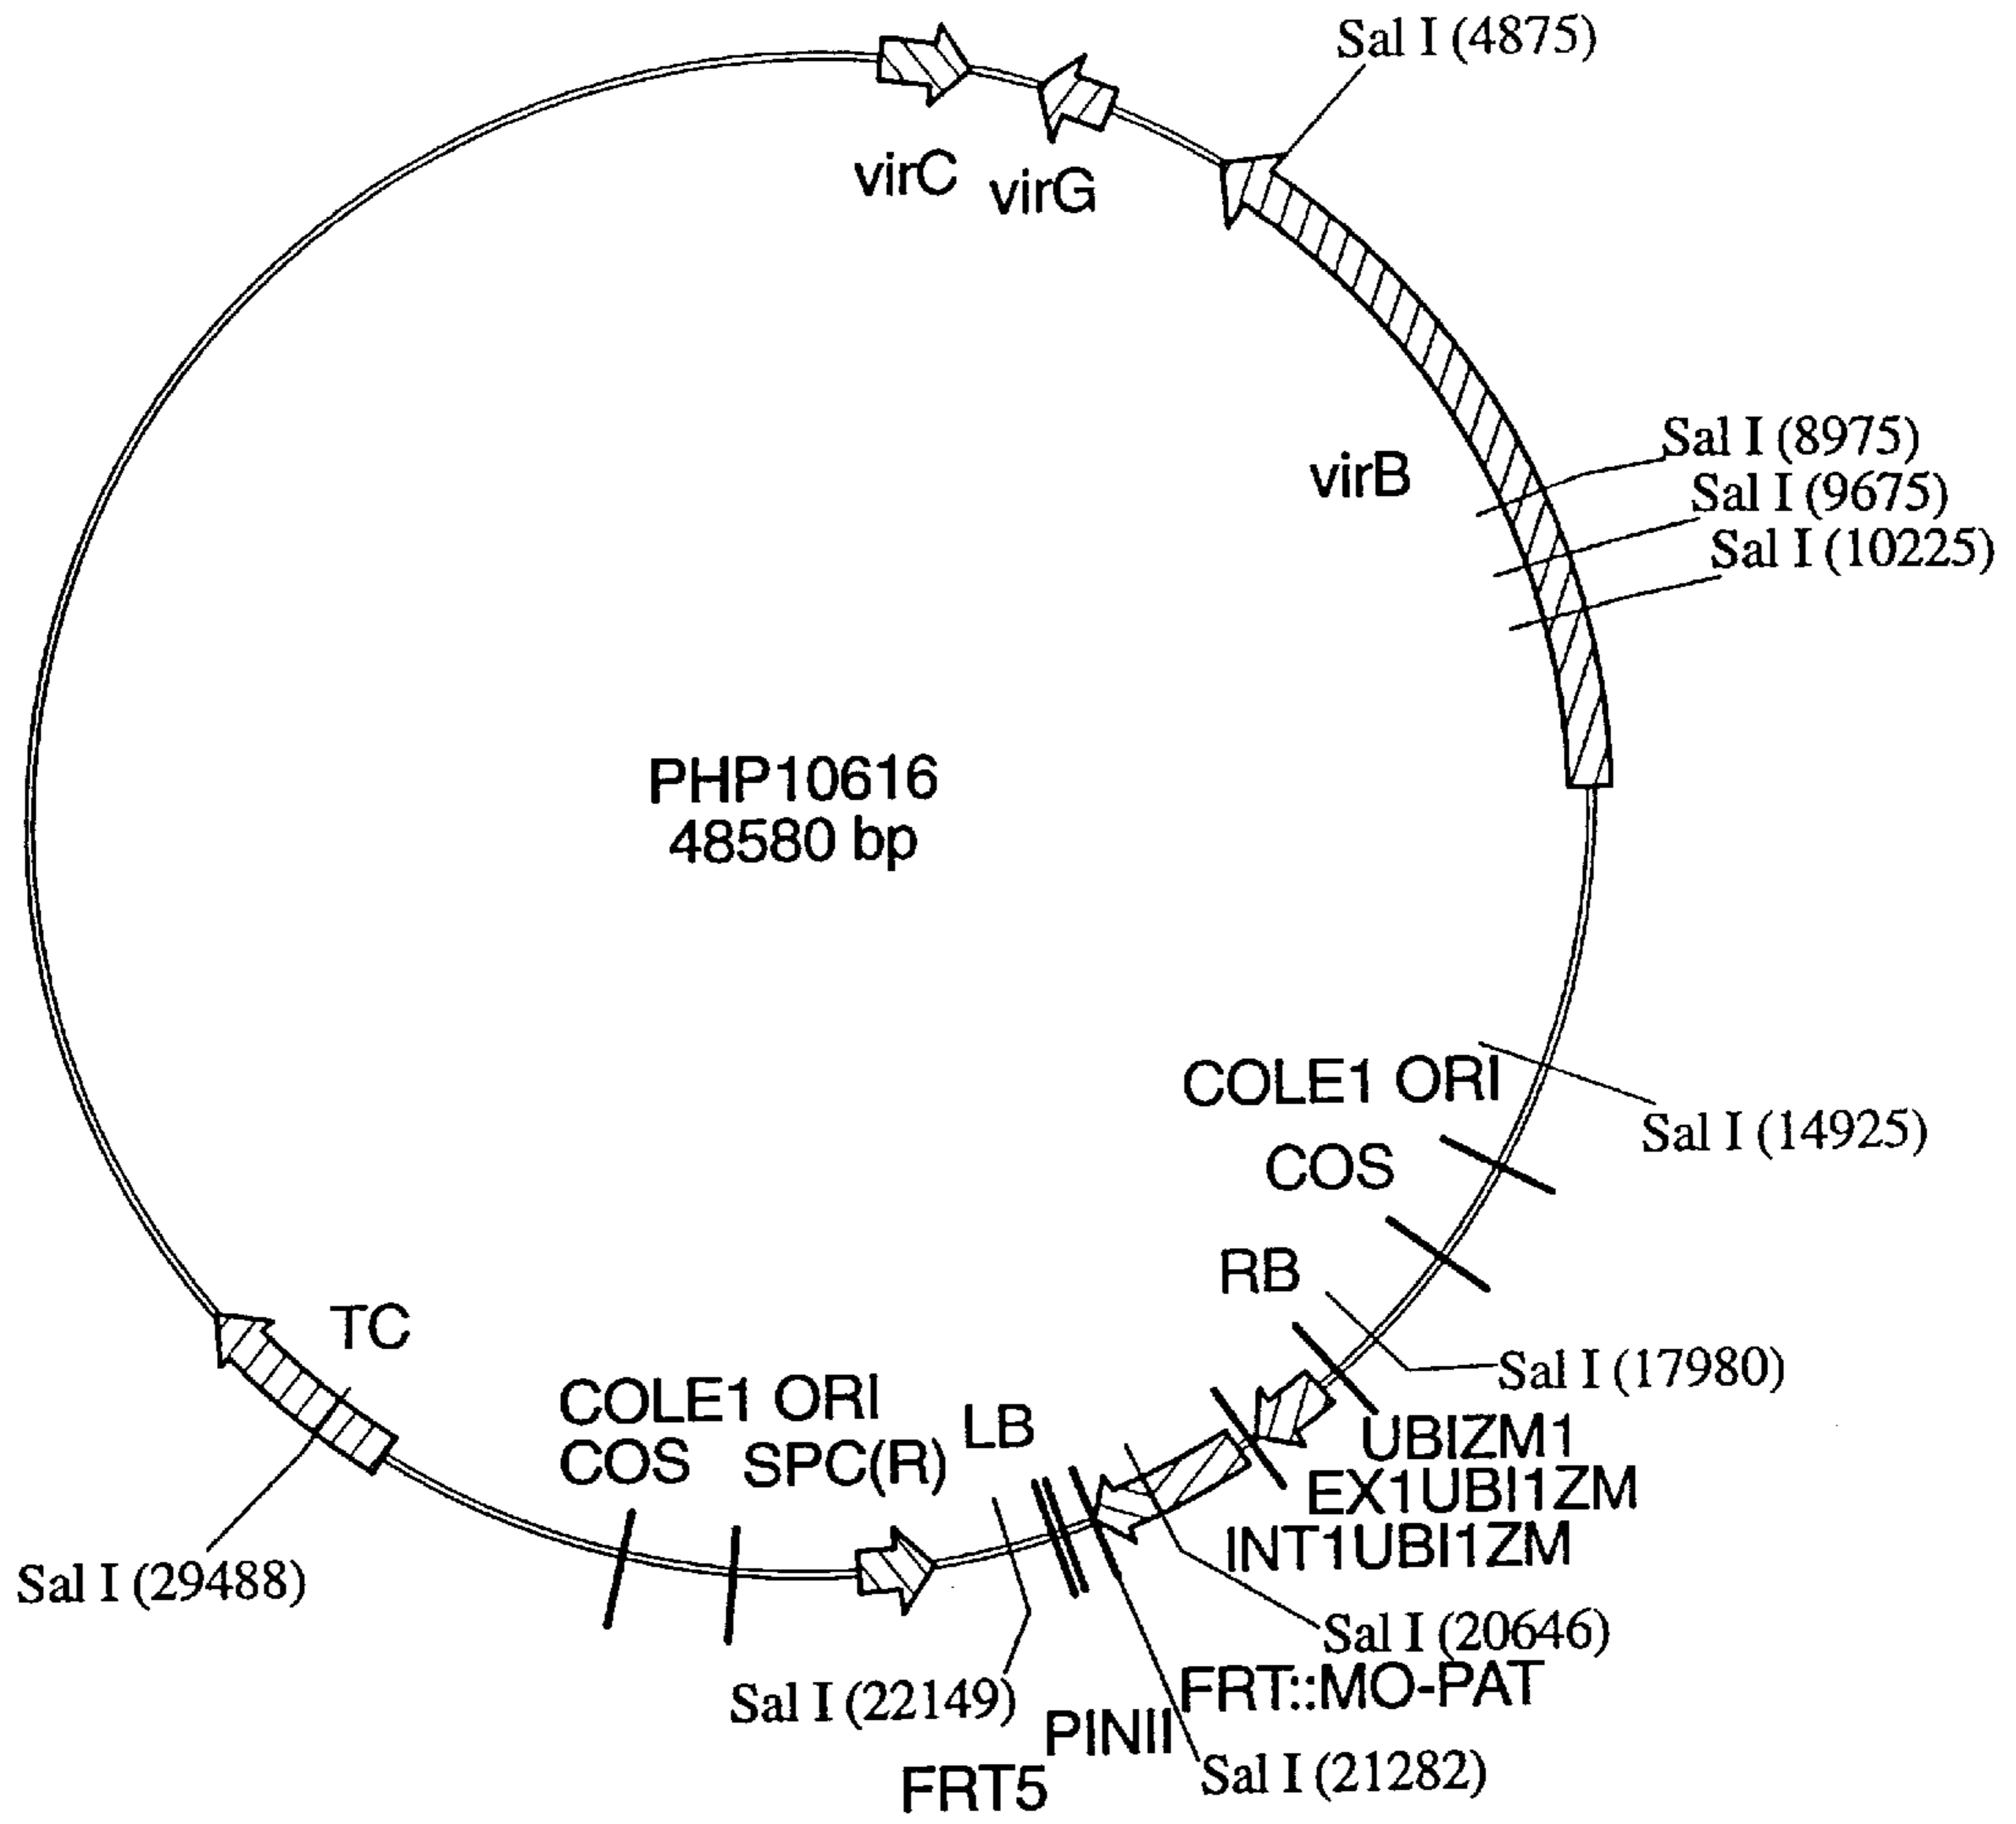 Sal I (4875)
virC
virG
Sal I (8975)
virB
Sal I (9675)
Sal I (10225)
PHP10616
48580 bp
COLE1 ORI
Sal I (14925)
COS
RB
TC
Sal I (17980)
COLE1 ORI
LB
UBIZM1
COS
SPC(R)
EX1UBI1ZM
INT1UBI1ZM
Sal I (29488)
Sal I (20646)
FRT::MO-PAT
Sal I (22149)
PINII
Sal I (21282)
FRT5